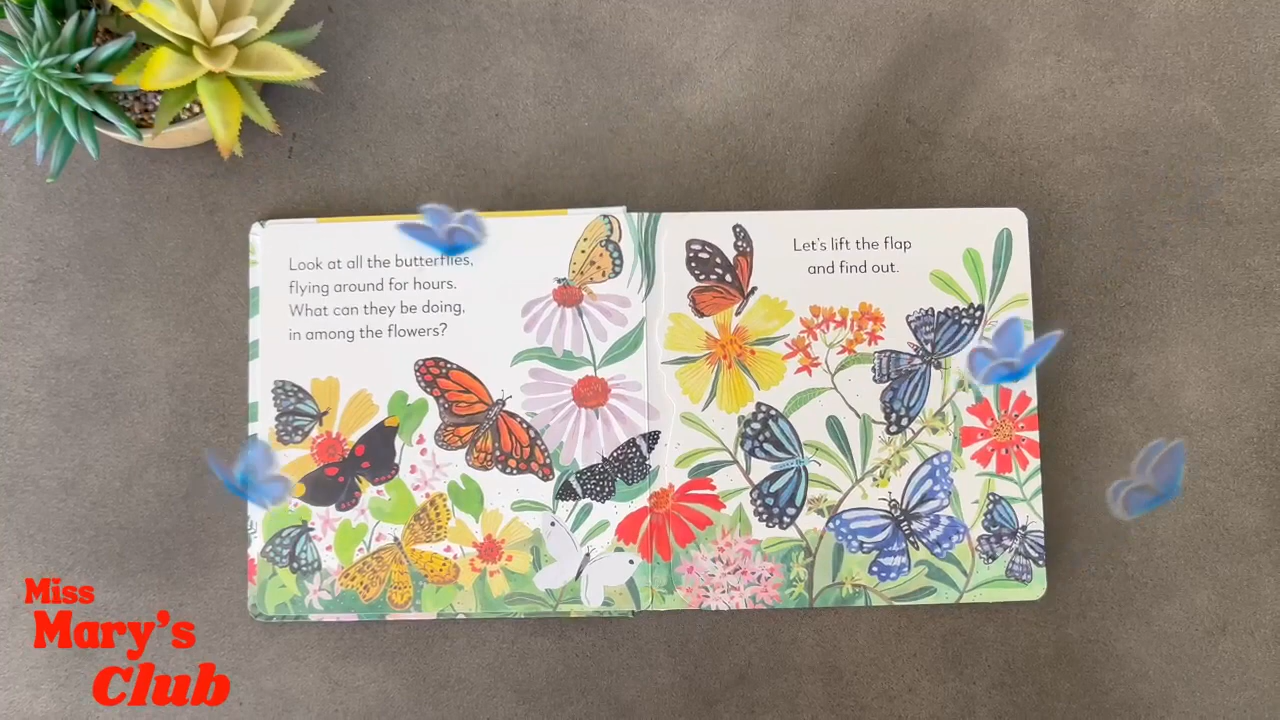 Look at all the butterflies,
flying around for hours.
What can they be doing,
in among the flowers?
Let's lift the flap
and find out.
Miss
Mary's
Club